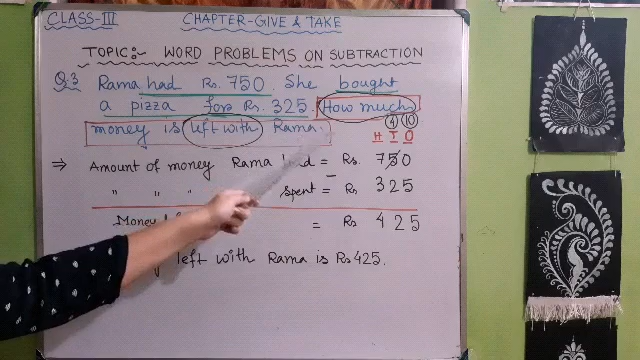 CLASS-III CHAPTER-GIVE & TAKE
TOPIC:- WORD PROBLEMS ON SUBTRACTION
Q.3 Rama had Rs. 750. She bought
a pizza for Rs. 325. How much
money is left with Rama.
4 10
H T O
⇒ Amount of money Rama had = Rs. 750
" " " spent = Rs 325
Money = Rs 425
left with Rama is Rs 425.